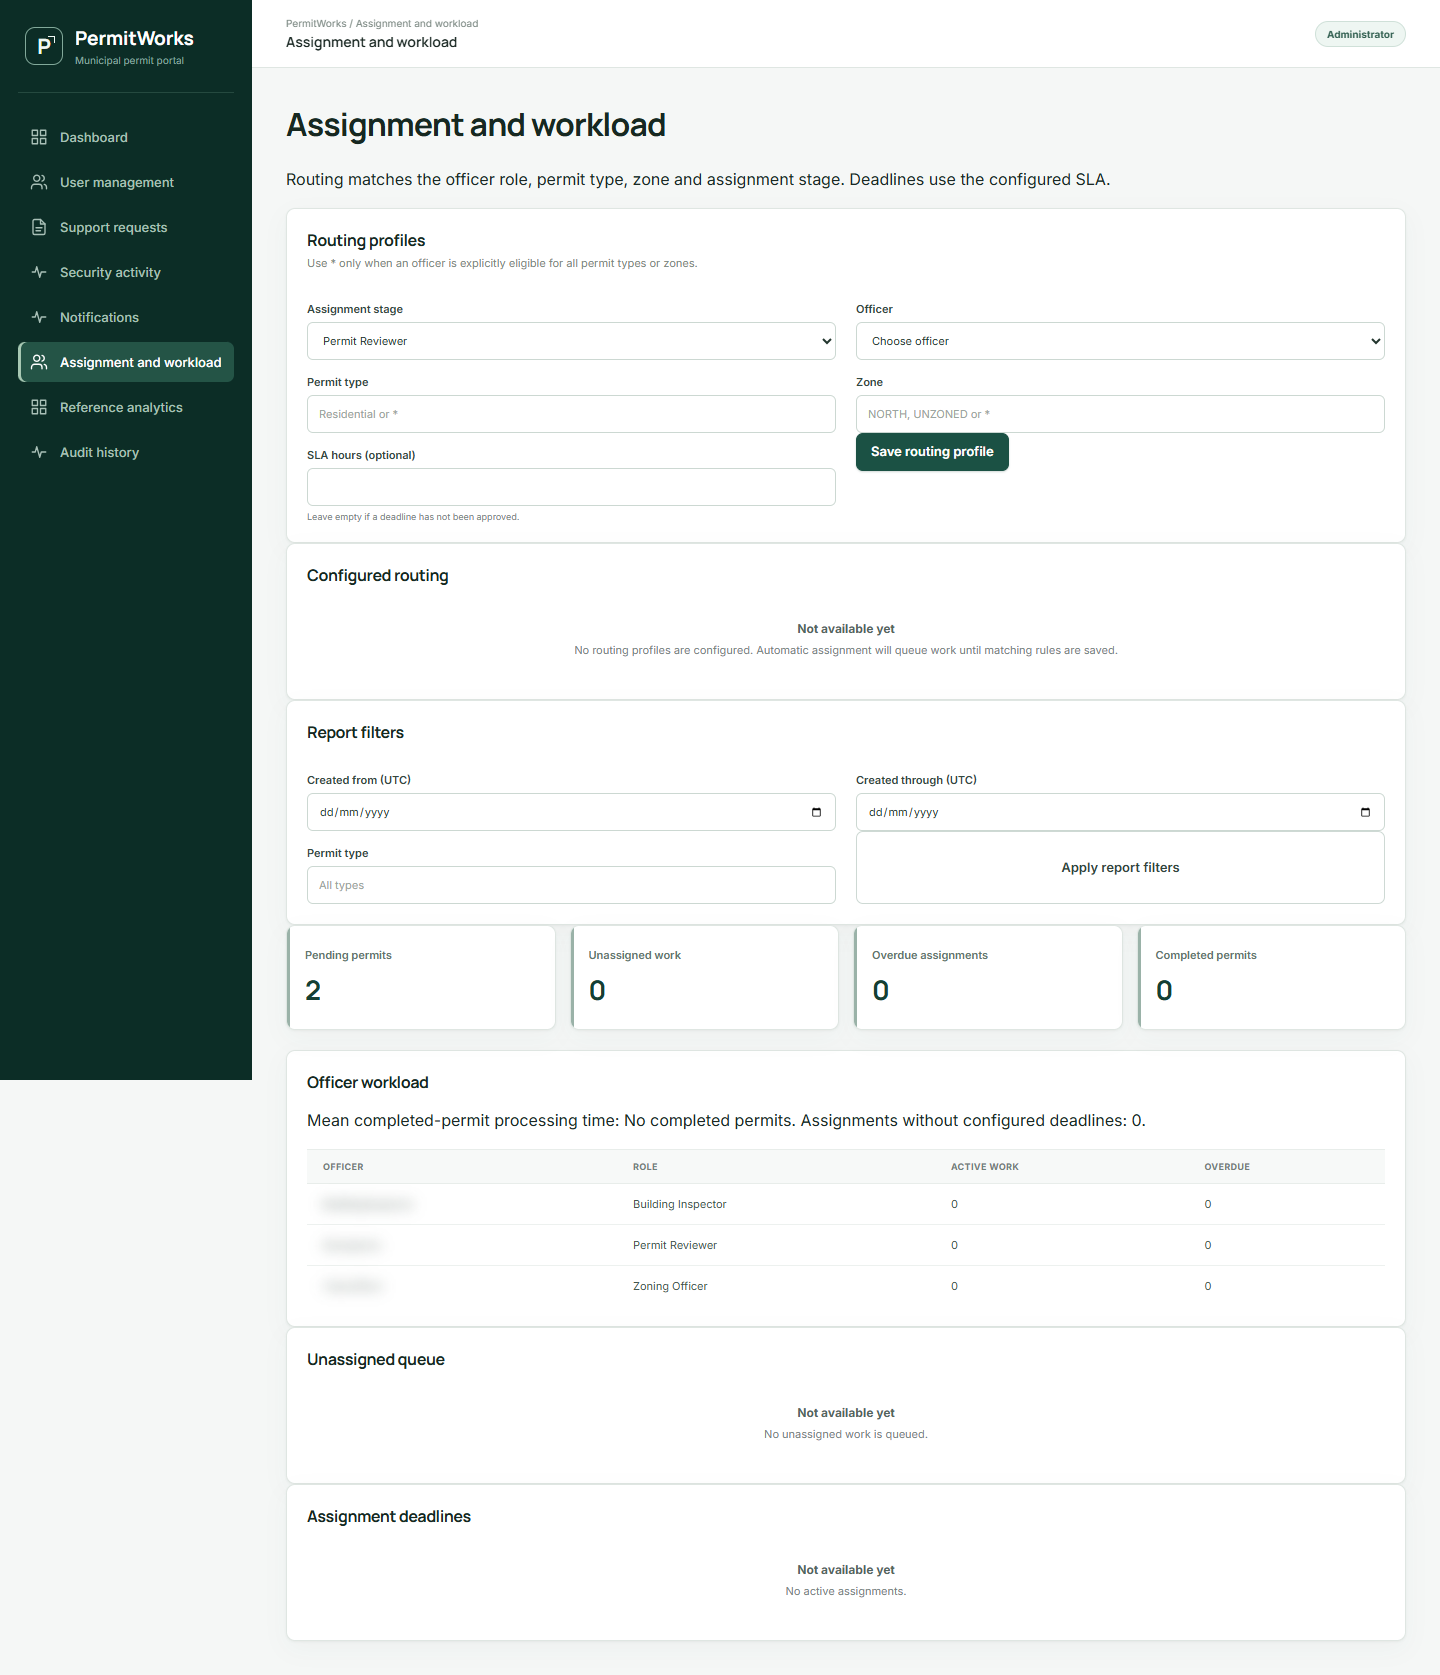 PermitWorks
Municipal permit portal
Dashboard
User management
Support requests
Security activity
Notifications
Assignment and workload
Reference analytics
Audit history
PermitWorks / Assignment and workload
Assignment and workload
Administrator
Assignment and workload
Routing matches the officer role, permit type, zone and assignment stage. Deadlines use the configured SLA.
Routing profiles
Use * only when an officer is explicitly eligible for all permit types or zones.
Assignment stage
Permit Reviewer
Officer
Choose officer
Permit type
Residential or *
Zone
NORTH, UNZONED or *
SLA hours (optional)
Leave empty if a deadline has not been approved.
Save routing profile
Configured routing
Not available yet
No routing profiles are configured. Automatic assignment will queue work until matching rules are saved.
Report filters
Created from (UTC)
dd/mm/yyyy
Created through (UTC)
dd/mm/yyyy
Permit type
All types
Apply report filters
Pending permits
2
Unassigned work
0
Overdue assignments
0
Completed permits
0
Officer workload
Mean completed-permit processing time: No completed permits. Assignments without configured deadlines: 0.
OFFICER ROLE ACTIVE WORK OVERDUE
Building Inspector 0 0
Permit Reviewer 0 0
Zoning Officer 0 0
Unassigned queue
Not available yet
No unassigned work is queued.
Assignment deadlines
Not available yet
No active assignments.